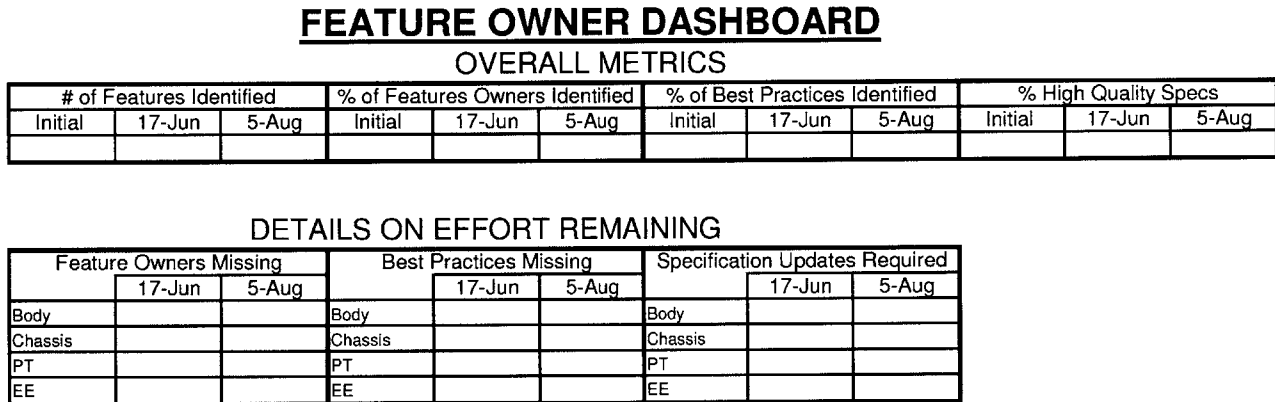 FEATURE OWNER DASHBOARD
OVERALL METRICS
# of Features Identified % of Features Owners Identified % of Best Practices Identified % High Quality Specs
Initial 17-Jun 5-Aug Initial 17-Jun 5-Aug Initial 17-Jun 5-Aug Initial 17-Jun 5-Aug
DETAILS ON EFFORT REMAINING
Feature Owners Missing Best Practices Missing Specification Updates Required
17-Jun 5-Aug 17-Jun 5-Aug 17-Jun 5-Aug
Body Body Body
Chassis Chassis Chassis
PT PT PT
EE EE EE